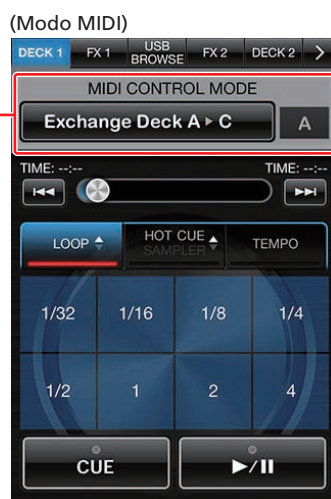 (Modo MIDI)
DECK 1 FX 1 USB BROWSE FX 2 DECK 2 >
MIDI CONTROL MODE
Exchange Deck A ▸ C A
TIME: --:-- TIME: --:--
LOOP HOT CUE SAMPLER TEMPO
1/32 1/16 1/8 1/4
1/2 1 2 4
CUE ►/II